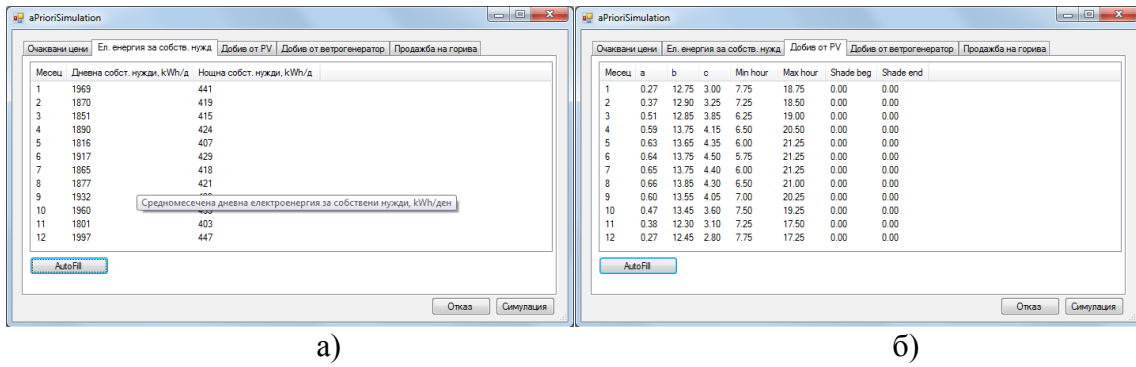 aPrioriSimulation
Очаквани цени Ел. енергия за собств. нужд Добив от PV Добив от ветрогенератор Продажба на горива
Месец Дневна собст. нужди, kWh/д Нощна собст. нужди, kWh/д
1 1969 441
2 1870 419
3 1851 415
4 1890 424
5 1816 407
6 1917 429
7 1865 418
8 1877 421
9 1932
Средномесечена дневна електроенергия за собствени нужди, kWh/ден
10 1960
11 1801 403
12 1997 447
AutoFill
Отказ Симулация
а)
aPrioriSimulation
Очаквани цени Ел. енергия за собств. нужд Добив от PV Добив от ветрогенератор Продажба на горива
Месец a b c Min hour Max hour Shade beg Shade end
1 0.27 12.75 3.00 7.75 18.75 0.00 0.00
2 0.37 12.90 3.25 7.25 18.50 0.00 0.00
3 0.51 12.85 3.85 6.25 19.00 0.00 0.00
4 0.59 13.75 4.15 6.50 20.50 0.00 0.00
5 0.63 13.65 4.35 6.00 21.25 0.00 0.00
6 0.64 13.75 4.50 5.75 21.25 0.00 0.00
7 0.65 13.75 4.40 6.00 21.25 0.00 0.00
8 0.66 13.85 4.30 6.50 21.00 0.00 0.00
9 0.60 13.55 4.05 7.00 20.25 0.00 0.00
10 0.47 13.45 3.60 7.50 19.25 0.00 0.00
11 0.38 12.30 3.10 7.25 17.50 0.00 0.00
12 0.27 12.45 2.80 7.75 17.25 0.00 0.00
AutoFill
Отказ Симулация
б)